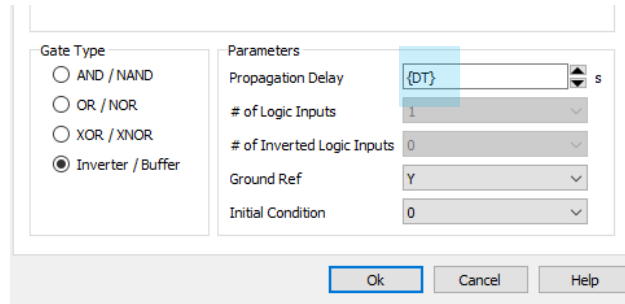 Gate Type
AND / NAND
OR / NOR
XOR / XNOR
Inverter / Buffer
Parameters
Propagation Delay {DT} s
# of Logic Inputs 1
# of Inverted Logic Inputs 0
Ground Ref Y
Initial Condition 0
Ok Cancel Help